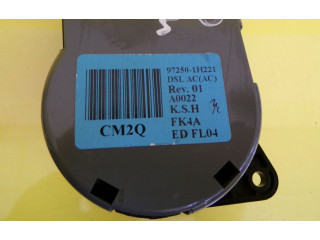 97250-1H221
DSL AC(AC)
Rev. 01
A0022
K.S.H
FK4A
CM2Q
ED FL04